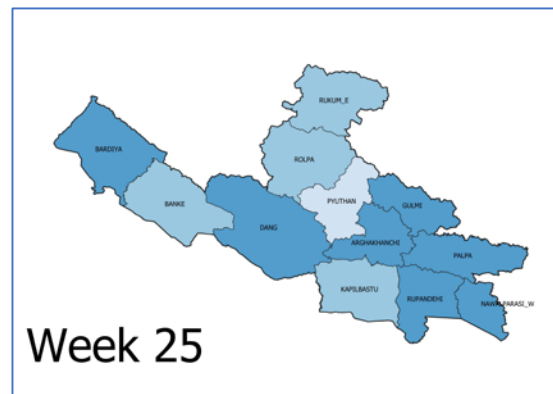 RUKUM_E
BARDIYA
ROLPA
PYUTHAN
BANKE
GULMI
DANG
ARGHAKHANCHI
PALPA
KAPILBASTU
RUPANDEHI
NAWALPARASI_W
Week 25